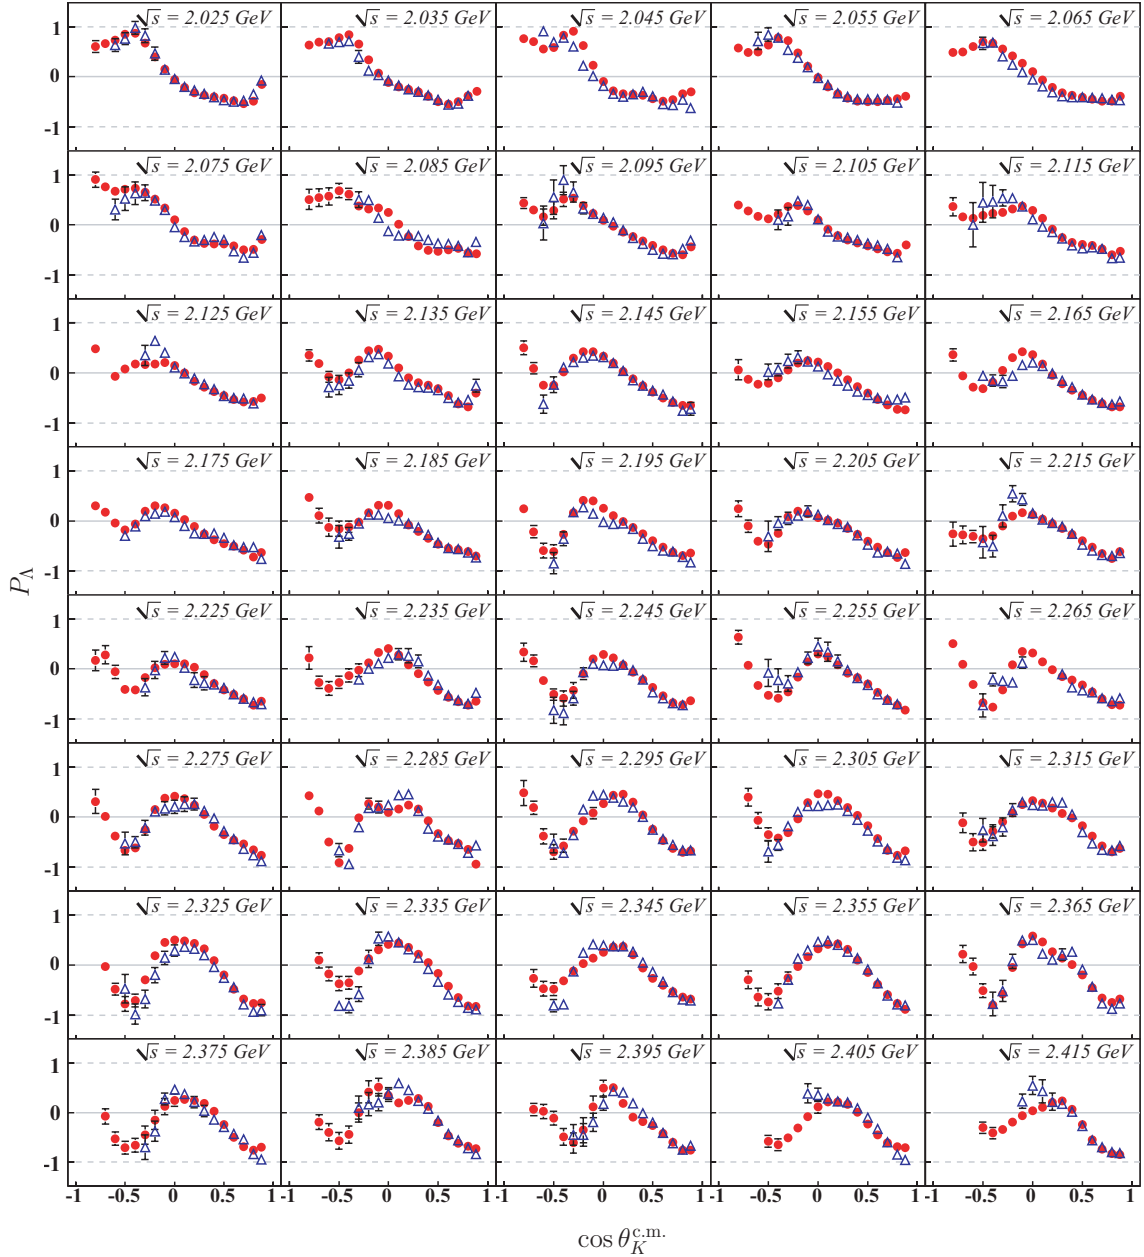 1 √s = 2.025 GeV √s = 2.035 GeV √s = 2.045 GeV √s = 2.055 GeV √s = 2.065 GeV
0
-1
1 √s = 2.075 GeV √s = 2.085 GeV √s = 2.095 GeV √s = 2.105 GeV √s = 2.115 GeV
0
-1
1 √s = 2.125 GeV √s = 2.135 GeV √s = 2.145 GeV √s = 2.155 GeV √s = 2.165 GeV
0
-1
1 √s = 2.175 GeV √s = 2.185 GeV √s = 2.195 GeV √s = 2.205 GeV √s = 2.215 GeV
0
-1
P_Λ
1 √s = 2.225 GeV √s = 2.235 GeV √s = 2.245 GeV √s = 2.255 GeV √s = 2.265 GeV
0
-1
1 √s = 2.275 GeV √s = 2.285 GeV √s = 2.295 GeV √s = 2.305 GeV √s = 2.315 GeV
0
-1
1 √s = 2.325 GeV √s = 2.335 GeV √s = 2.345 GeV √s = 2.355 GeV √s = 2.365 GeV
0
-1
1 √s = 2.375 GeV √s = 2.385 GeV √s = 2.395 GeV √s = 2.405 GeV √s = 2.415 GeV
0
-1
-1 -0.5 0 0.5 1 -0.5 0 0.5 1 -0.5 0 0.5 -1 -0.5 0 0.5 -1 -0.5 0 0.5 1
cos θ_K^c.m.